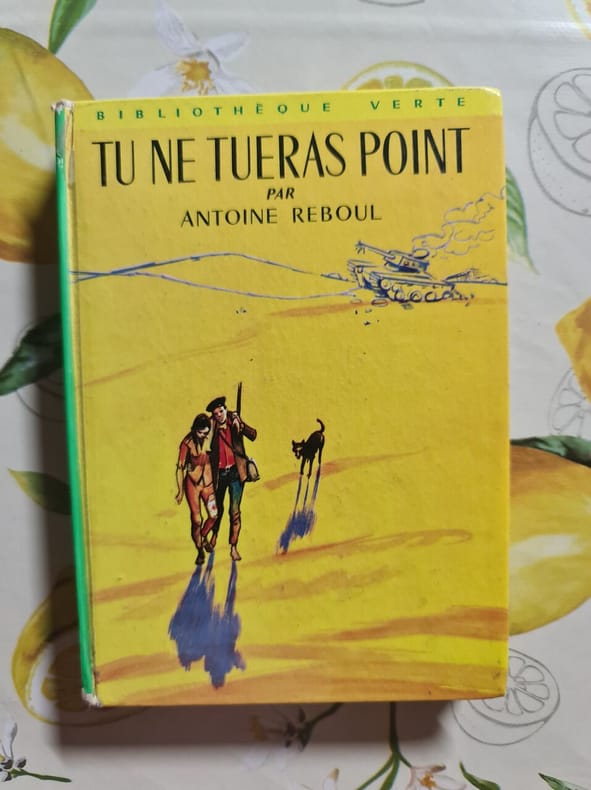 BIBLIOTHÈQUE VERTE
TU NE TUERAS POINT
PAR
ANTOINE REBOUL